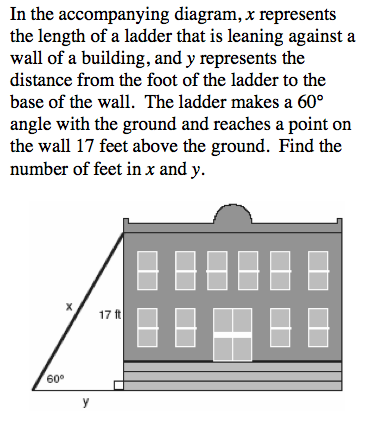 In the accompanying diagram, x represents
the length of a ladder that is leaning against a
wall of a building, and y represents the
distance from the foot of the ladder to the
base of the wall. The ladder makes a 60°
angle with the ground and reaches a point on
the wall 17 feet above the ground. Find the
number of feet in x and y.
x
17 ft
60°
y